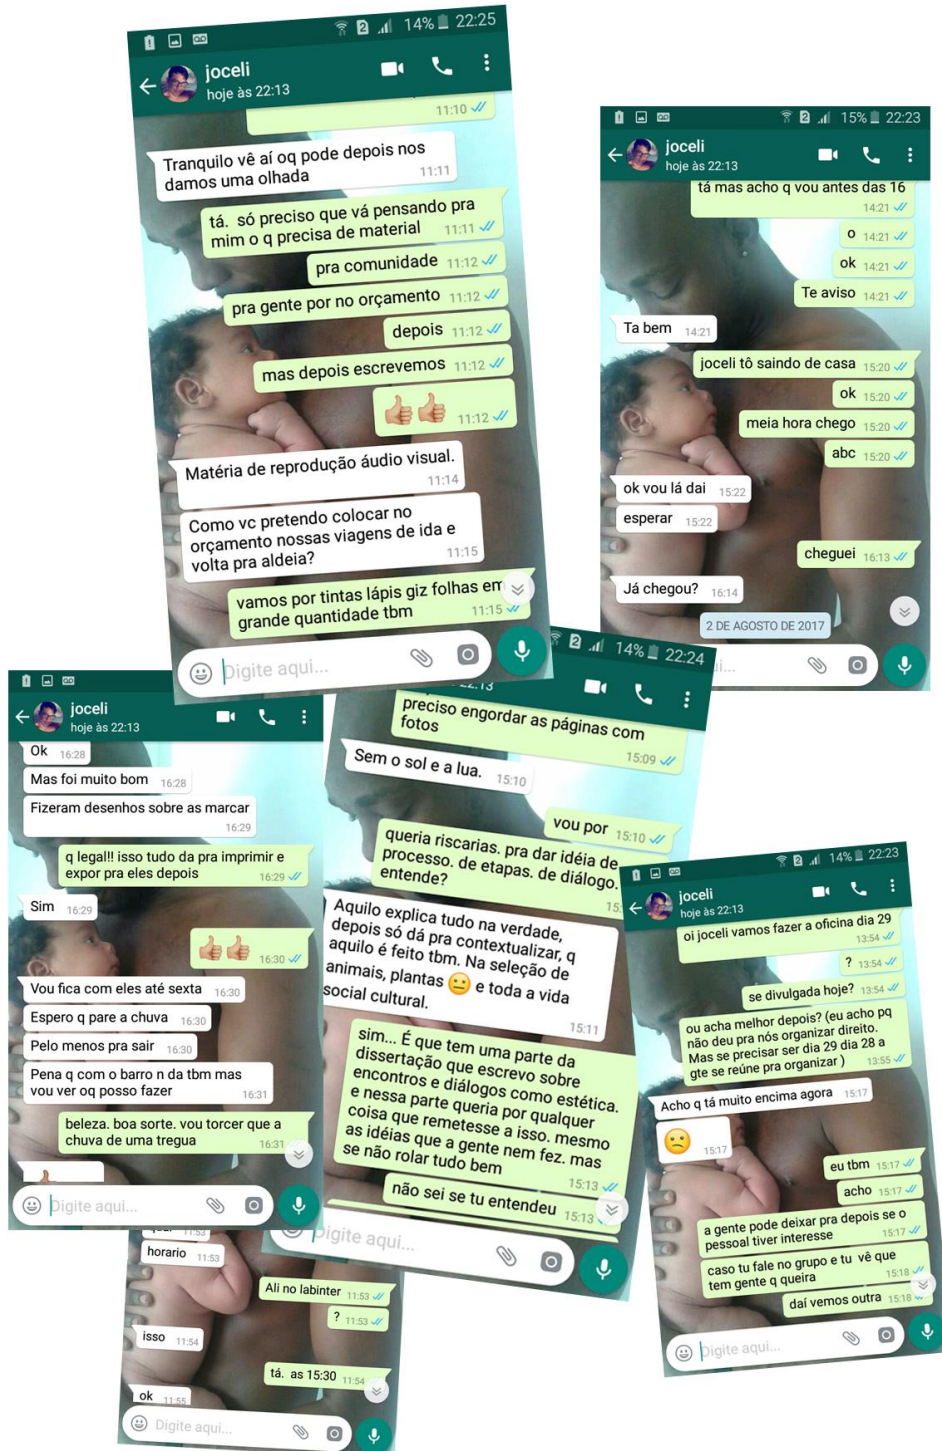 14% 22:25
joceli
hoje às 22:13
11:10
Tranquilo vê aí oq pode depois nos
damos uma olhada 11:11
tá. só preciso que vá pensando pra
mim o q precisa de material 11:11
pra comunidade 11:12
pra gente por no orçamento 11:12
depois 11:12
mas depois escrevemos 11:12
👍👍 11:12
Matéria de reprodução áudio visual.
11:14
Como vc pretendo colocar no
orçamento nossas viagens de ida e
volta pra aldeia? 11:15
vamos por tintas lápis giz folhas em
grande quantidade tbm 11:15
Digite aqui...
2 15% 22:23
joceli
hoje às 22:13
tá mas acho q vou antes das 16
14:21
o 14:21
ok 14:21
Te aviso 14:21
Ta bem 14:21
joceli tô saindo de casa 15:20
ok 15:20
meia hora chego 15:20
abc 15:20
ok vou lá dai 15:22
esperar 15:22
cheguei 16:13
Já chegou? 16:14
2 DE AGOSTO DE 2017
joceli
hoje às 22:13
Ok 16:28
Mas foi muito bom 16:28
Fizeram desenhos sobre as marcar
16:29
q legal!! isso tudo da pra imprimir e
expor pra eles depois 16:29
Sim 16:29
👍👍 16:30
Vou fica com eles até sexta 16:30
Espero q pare a chuva 16:30
Pelo menos pra sair 16:30
Pena q com o barro n da tbm mas
vou ver oq posso fazer 16:31
beleza. boa sorte. vou torcer que a
chuva de uma tregua 16:31
Digite aqui...
2 14% 22:24
preciso engordar as páginas com
fotos 15:09
Sem o sol e a lua. 15:10
vou por 15:10
queria riscarias. pra dar idéia de
processo. de etapas. de diálogo.
entende?
Aquilo explica tudo na verdade,
depois só dá pra contextualizar, q
aquilo é feito tbm. Na seleção de
animais, plantas 😐 e toda a vida
social cultural. 15:11
sim... É que tem uma parte da
dissertação que escrevo sobre
encontros e diálogos como estética.
e nessa parte queria por qualquer
coisa que remetesse a isso. mesmo
as idéias que a gente nem fez. mas
se não rolar tudo bem 15:13
não sei se tu entendeu 15:13
Digite aqui...
2 14% 22:23
joceli
hoje às 22:13
oi joceli vamos fazer a oficina dia 29
13:54
? 13:54
se divulgada hoje? 13:54
ou acha melhor depois? (eu acho pq
não deu pra nós organizar direito.
Mas se precisar ser dia 29 dia 28 a
gte se reúne pra organizar ) 13:55
Acho q tá muito encima agora 15:17
🙁 15:17
eu tbm 15:17
acho 15:17
a gente pode deixar pra depois se o
pessoal tiver interesse 15:17
caso tu fale no grupo e tu vê que
tem gente q queira 15:18
daí vemos outra 15:18
Digite aqui...
11:53
horario 11:53
Ali no labinter 11:53
? 11:53
isso 11:54
tá. as 15:30 11:54
ok 11:55
Digite aqui...